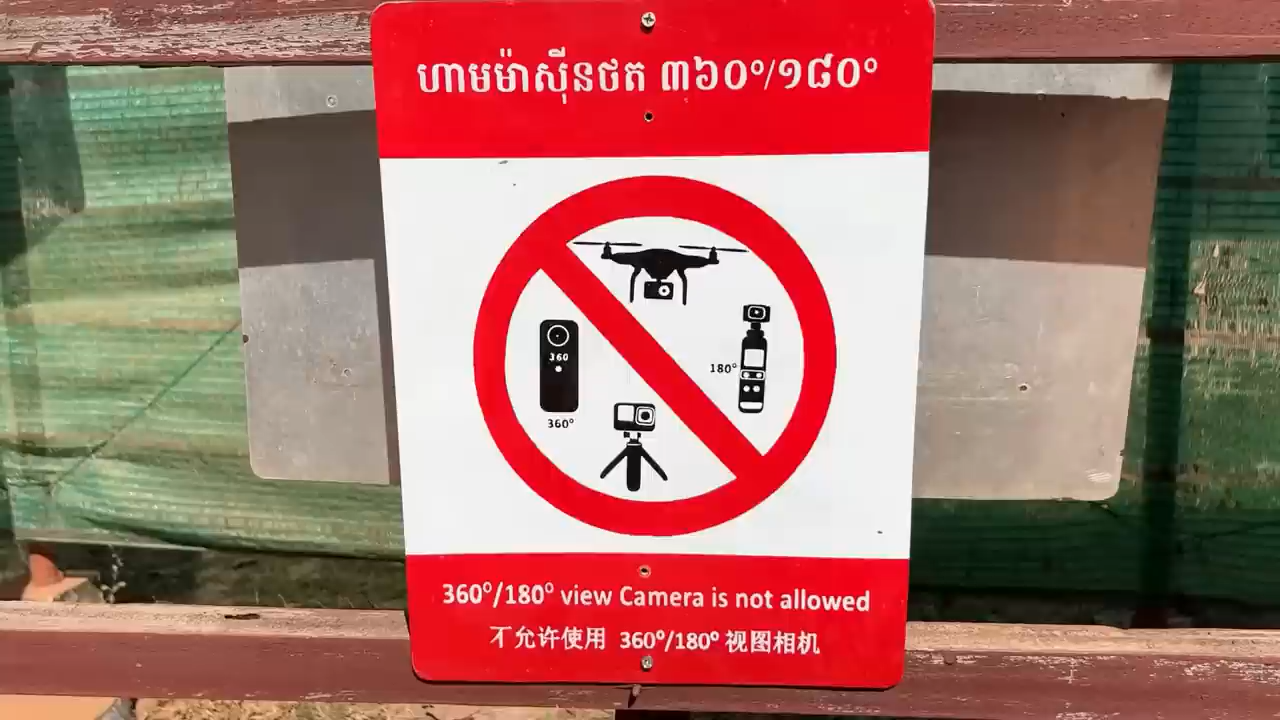 ហាមម៉ាស៊ីនថត ៣៦០°/១៨០°
360
360°
180°
360°/180° view Camera is not allowed
不允许使用 360°/180° 视图相机